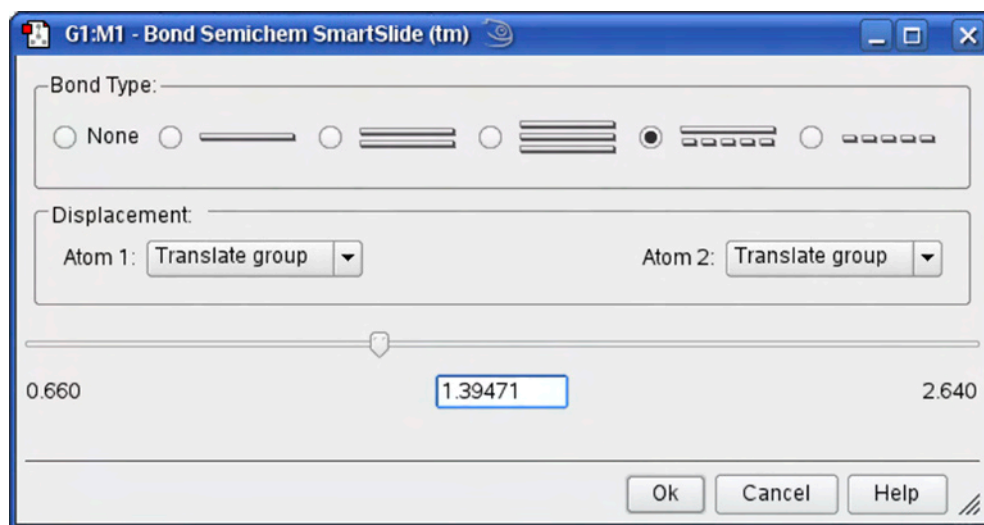 G1:M1 - Bond Semichem SmartSlide (tm)
Bond Type:
None
Displacement:
Atom 1: Translate group Atom 2: Translate group
0.660 1.39471 2.640
Ok Cancel Help